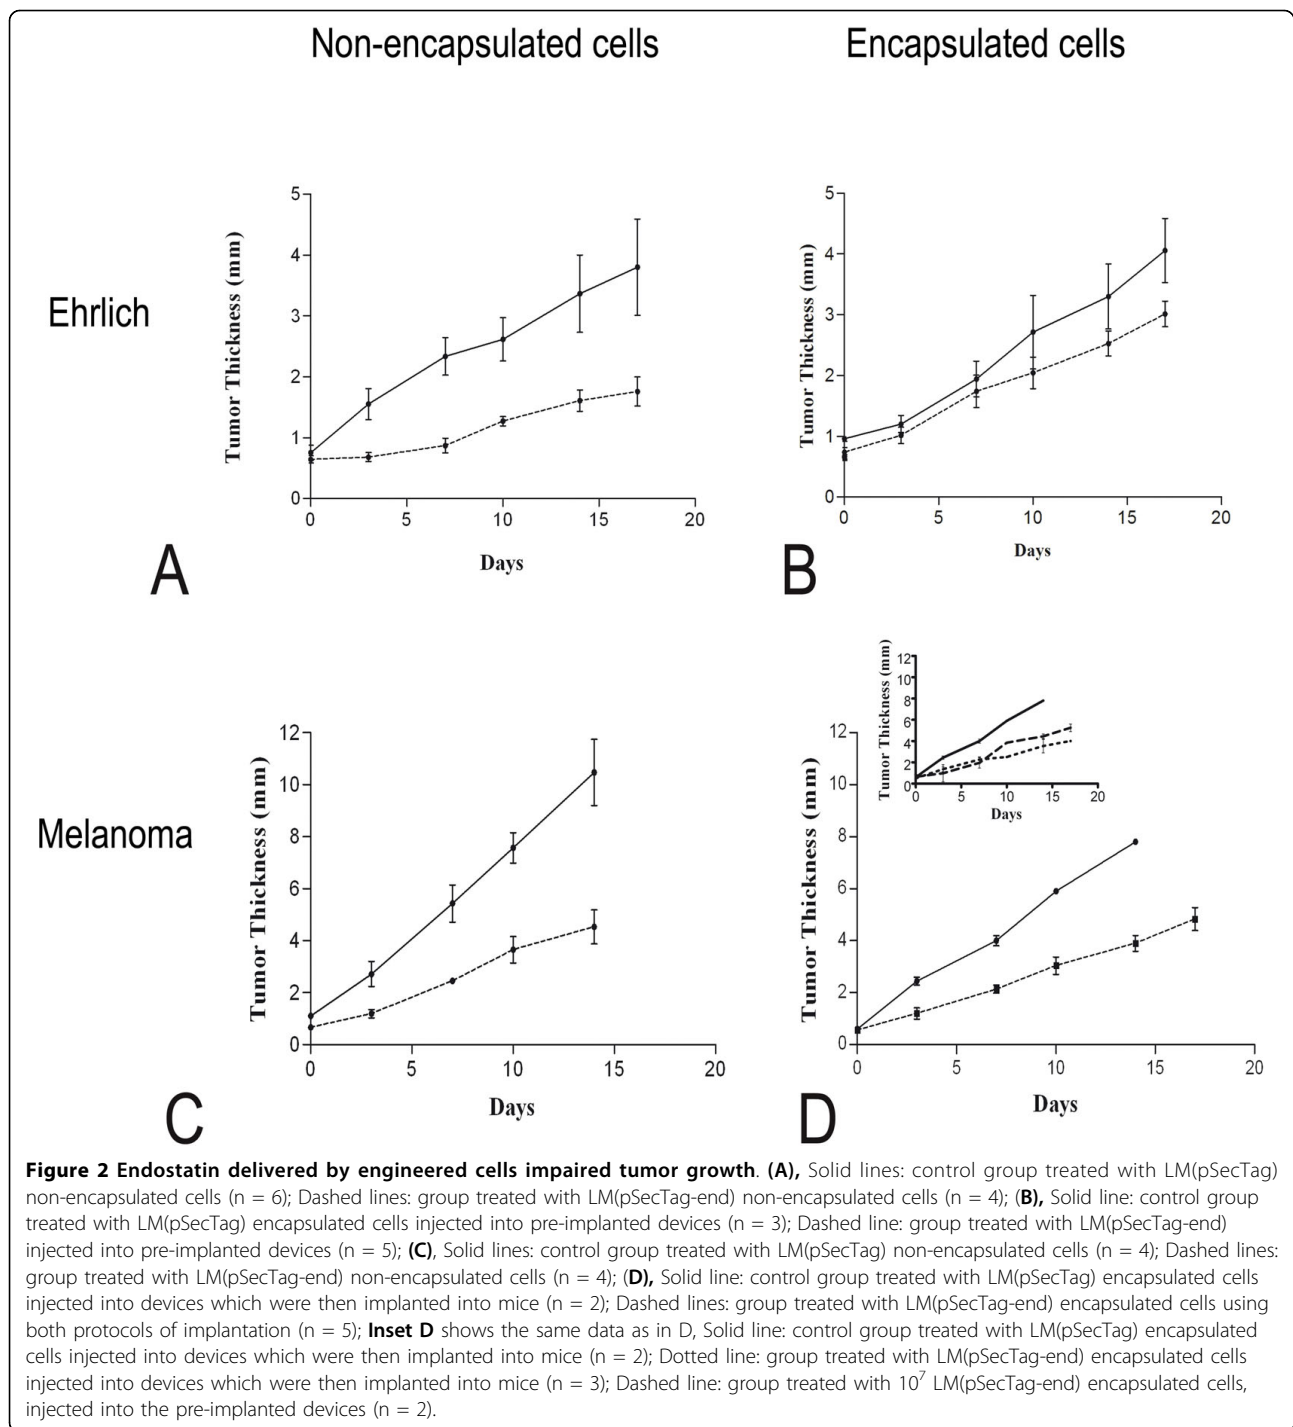 Non-encapsulated cells
Encapsulated cells
Ehrlich
Tumor Thickness (mm)
5
4
3
2
1
0
0 5 10 15 20
Days
A
Tumor Thickness (mm)
5
4
3
2
1
0
0 5 10 15 20
Days
B
Melanoma
Tumor Thickness (mm)
12
10
8
6
4
2
0
0 5 10 15 20
Days
C
Tumor Thickness (mm)
12
10
8
6
4
2
0
0 5 10 15 20
Days
Tumor Thickness (mm)
12
10
8
6
4
2
0
0 5 10 15 20
Days
D
Figure 2 Endostatin delivered by engineered cells impaired tumor growth. (A), Solid lines: control group treated with LM(pSecTag)
non-encapsulated cells (n = 6); Dashed lines: group treated with LM(pSecTag-end) non-encapsulated cells (n = 4); (B), Solid line: control group
treated with LM(pSecTag) encapsulated cells injected into pre-implanted devices (n = 3); Dashed line: group treated with LM(pSecTag-end)
injected into pre-implanted devices (n = 5); (C), Solid lines: control group treated with LM(pSecTag) non-encapsulated cells (n = 4); Dashed lines:
group treated with LM(pSecTag-end) non-encapsulated cells (n = 4); (D), Solid line: control group treated with LM(pSecTag) encapsulated cells
injected into devices which were then implanted into mice (n = 2); Dashed lines: group treated with LM(pSecTag-end) encapsulated cells using
both protocols of implantation (n = 5); Inset D shows the same data as in D, Solid line: control group treated with LM(pSecTag) encapsulated
cells injected into devices which were then implanted into mice (n = 2); Dotted line: group treated with LM(pSecTag-end) encapsulated cells
injected into devices which were then implanted into mice (n = 3); Dashed line: group treated with 10⁷ LM(pSecTag-end) encapsulated cells,
injected into the pre-implanted devices (n = 2).